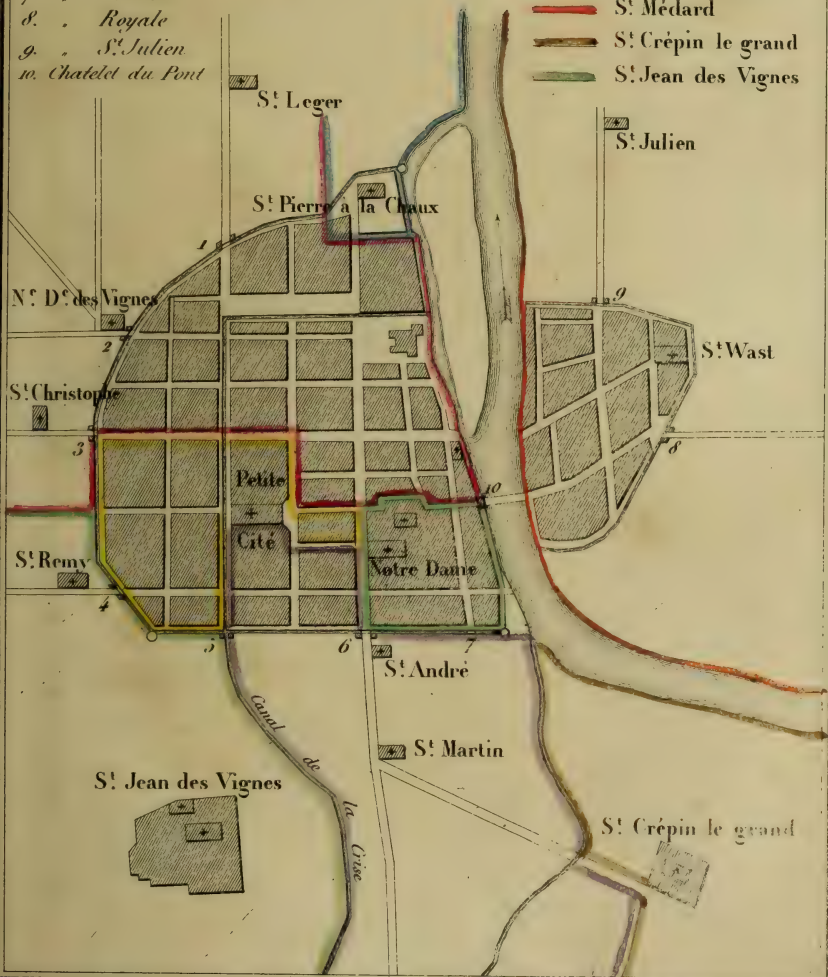 8. „ Royale
9. „ St. Julien
10. Chatelet du Pont
St. Médard
St. Crépin le grand
St. Jean des Vignes
St. Leger
St. Julien
St. Pierre à la Chaux
1
9
Ne. De. des Vignes
2
St. Wast
St. Christophe
3
8
Petite
10
Cité
St. Remy
Notre Dame
4
5
6
7
St. André
Canal de la Crise
St. Martin
St. Jean des Vignes
St. Crépin le grand